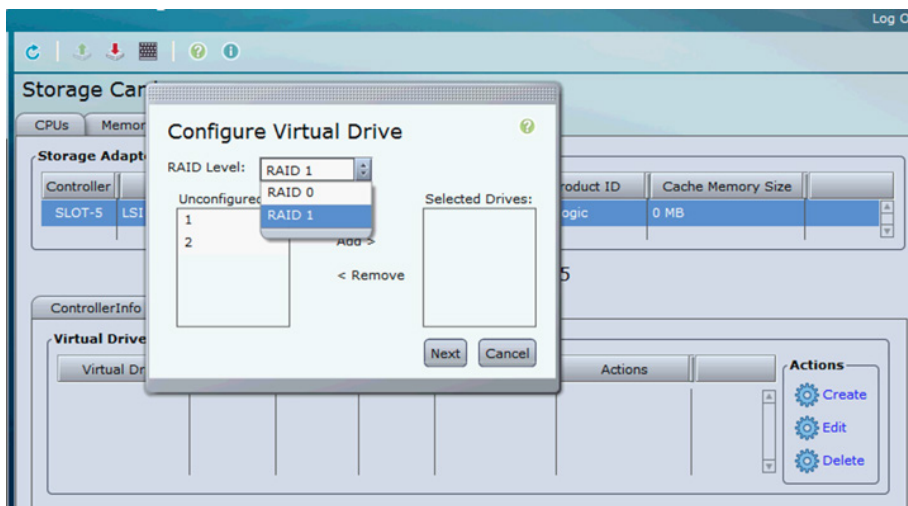 Log O
Storage Car
CPUs Memor
Configure Virtual Drive
Storage Adapt
RAID Level: RAID 1
RAID 0
RAID 1
Controller
roduct ID Cache Memory Size
Unconfigured
Selected Drives:
SLOT-5 LSI
ogic 0 MB
1
2
Add >
< Remove
5
ControllerInfo
Virtual Drive
Next Cancel
Virtual Dr
Actions
Actions
Create
Edit
Delete